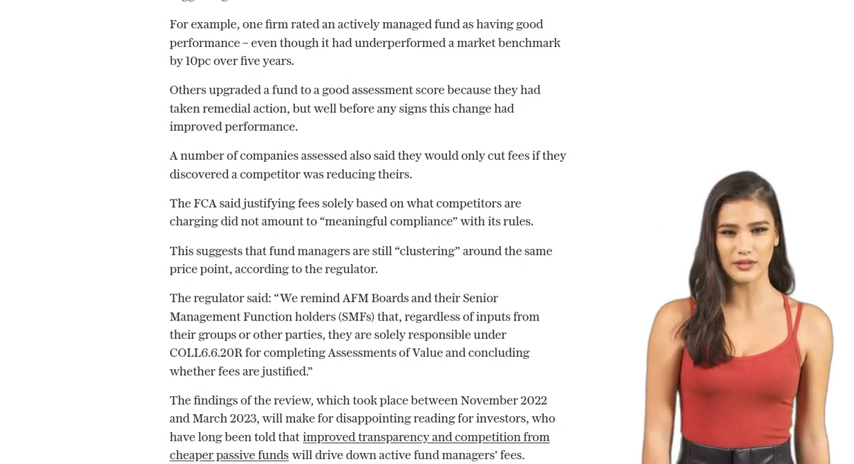 For example, one firm rated an actively managed fund as having good
performance – even though it had underperformed a market benchmark
by 10pc over five years.
Others upgraded a fund to a good assessment score because they had
taken remedial action, but well before any signs this change had
improved performance.
A number of companies assessed also said they would only cut fees if they
discovered a competitor was reducing theirs.
The FCA said justifying fees solely based on what competitors are
charging did not amount to “meaningful compliance” with its rules.
This suggests that fund managers are still “clustering” around the same
price point, according to the regulator.
The regulator said: “We remind AFM Boards and their Senior
Management Function holders (SMFs) that, regardless of inputs from
their groups or other parties, they are solely responsible under
COLL6.6.20R for completing Assessments of Value and concluding
whether fees are justified.”
The findings of the review, which took place between November 2022
and March 2023, will make for disappointing reading for investors, who
have long been told that improved transparency and competition from
cheaper passive funds will drive down active fund managers’ fees.